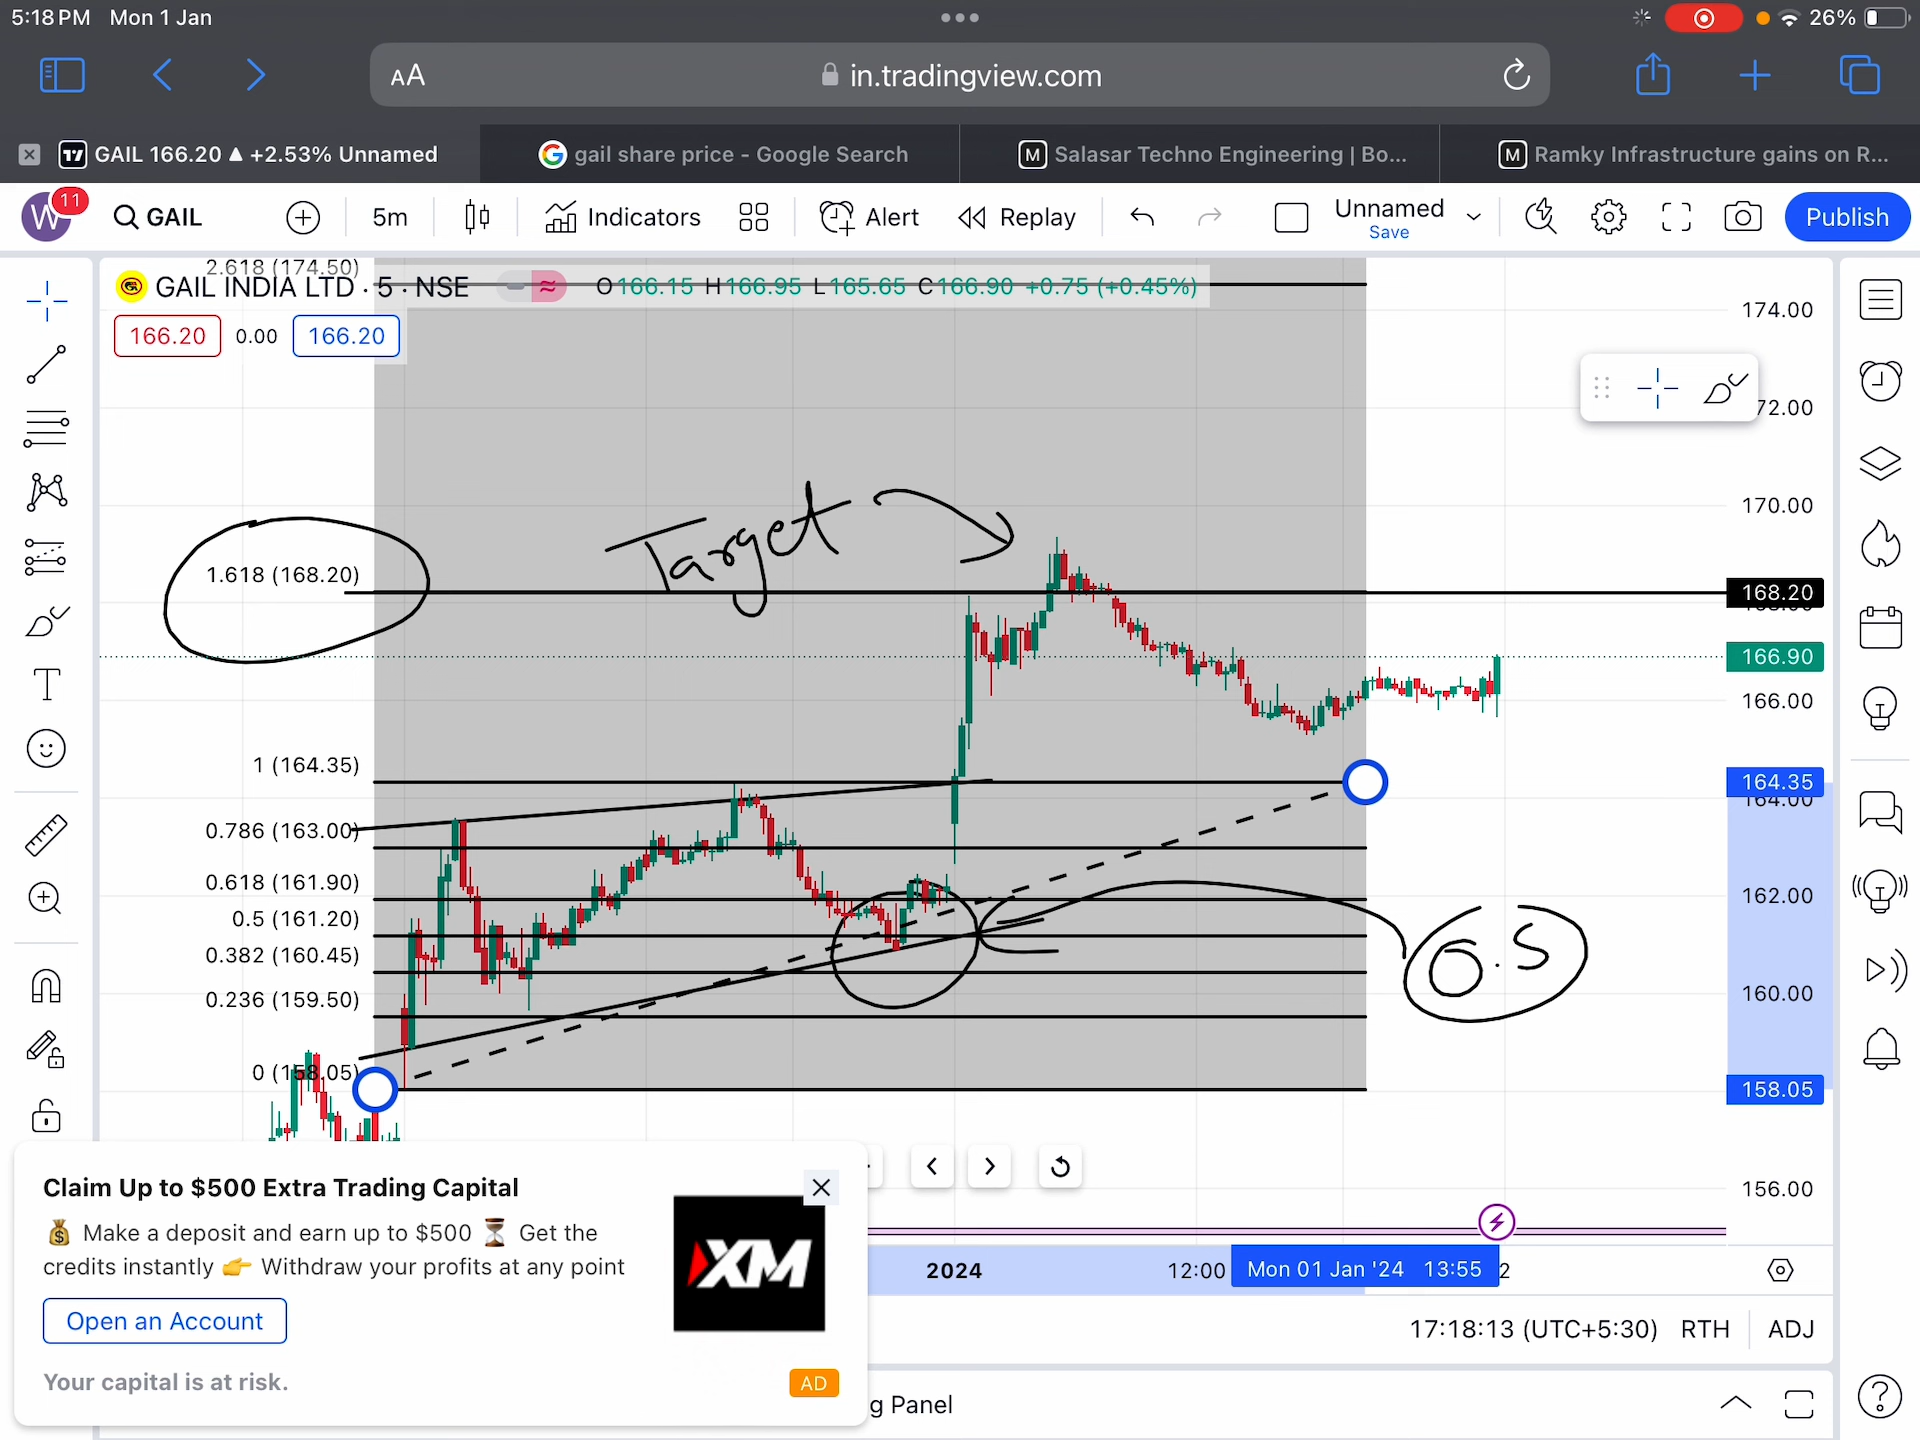 5:18 PM Mon 1 Jan
26%
AA
in.tradingview.com
GAIL 166.20 ▲ +2.53% Unnamed
gail share price - Google Search
Salasar Techno Engineering | Bo...
Ramky Infrastructure gains on R...
W
11
GAIL
5m
Indicators
Alert
Replay
Unnamed
Save
Publish
2.618 (174.50)
GAIL INDIA LTD · 5 · NSE
O166.15 H166.95 L165.65 C166.90 +0.75 (+0.45%)
166.20
0.00
166.20
174.00
72.00
170.00
Target
1.618 (168.20)
168.20
166.90
166.00
1 (164.35)
164.35
164.00
0.786 (163.00)
0.618 (161.90)
162.00
0.5 (161.20)
0.5
0.382 (160.45)
0.236 (159.50)
160.00
0 (158.05)
158.05
156.00
Claim Up to $500 Extra Trading Capital
💰 Make a deposit and earn up to $500 ⏳ Get the
credits instantly 👉 Withdraw your profits at any point
XM
Open an Account
Your capital is at risk.
AD
2024
12:00
Mon 01 Jan '24 13:55
2
17:18:13 (UTC+5:30)
RTH
ADJ
g Panel